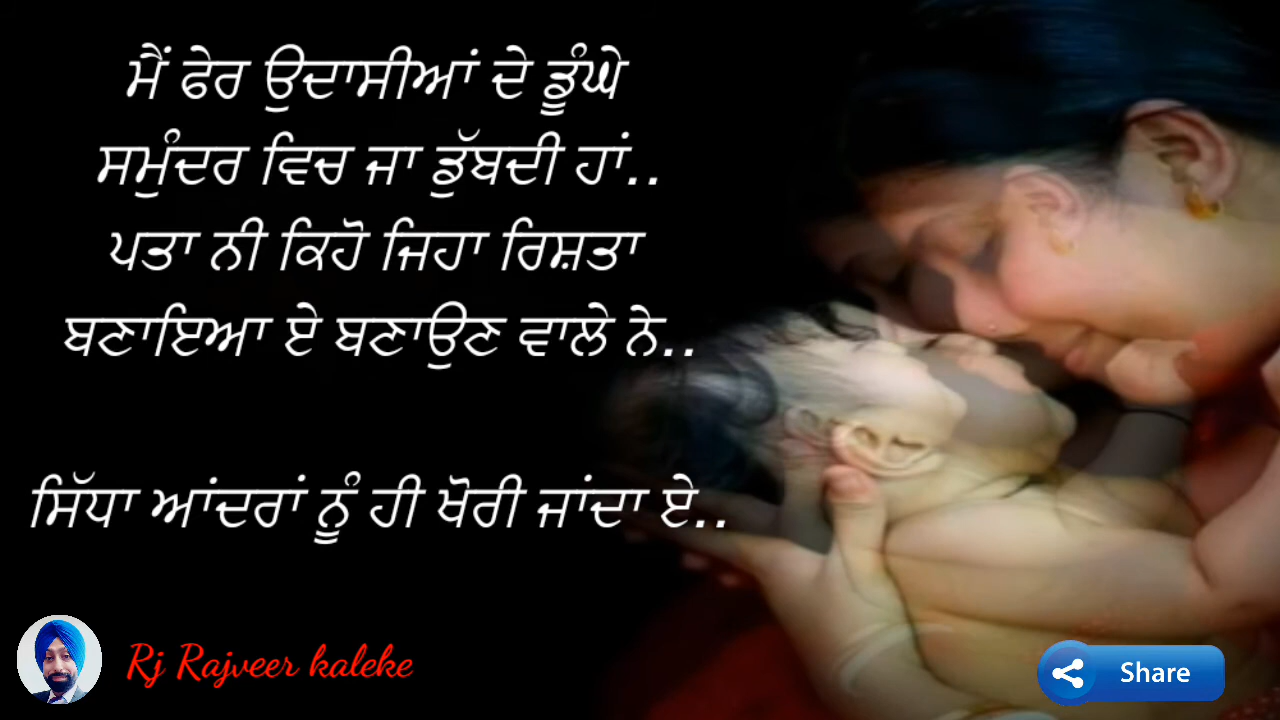 ਮੈਂ ਫੇਰ ਉਦਾਸੀਆਂ ਦੇ ਡੂੰਘੇ
ਸਮੁੰਦਰ ਵਿਚ ਜਾ ਡੁੱਬਦੀ ਹਾਂ..
ਪਤਾ ਨੀ ਕਿਹੋ ਜਿਹਾ ਰਿਸ਼ਤਾ
ਬਣਾਇਆ ਏ ਬਣਾਉਣ ਵਾਲੇ ਨੇ..
ਸਿੱਧਾ ਆਂਦਰਾਂ ਨੂੰ ਹੀ ਖੋਰੀ ਜਾਂਦਾ ਏ..
Rj Rajveer kaleke
Share